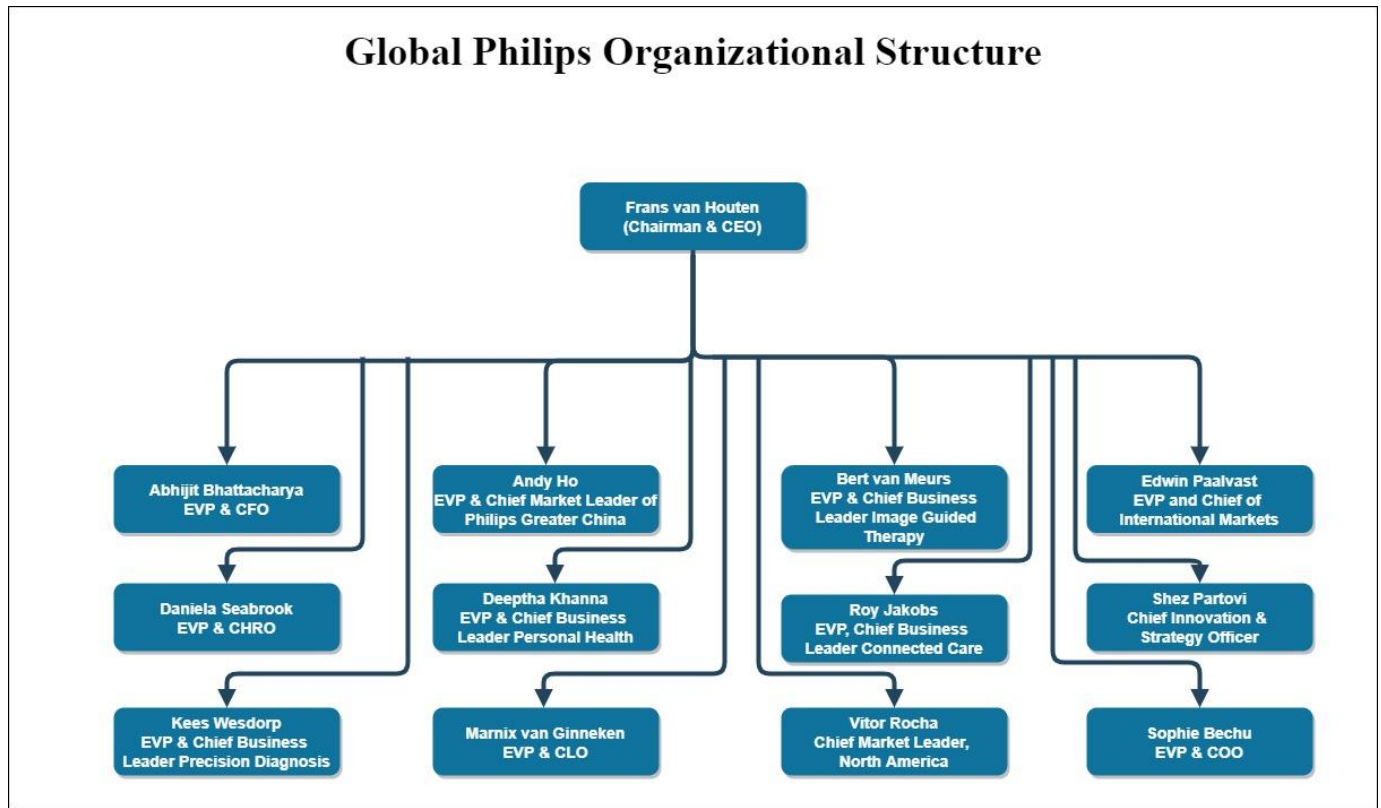 Global Philips Organizational Structure
Frans van Houten
(Chairman & CEO)
Abhijit Bhattacharya
EVP & CFO
Andy Ho
EVP & Chief Market Leader of
Philips Greater China
Bert van Meurs
EVP & Chief Business
Leader Image Guided
Therapy
Edwin Paalvast
EVP and Chief of
International Markets
Daniela Seabrook
EVP & CHRO
Deeptha Khanna
EVP & Chief Business
Leader Personal Health
Roy Jakobs
EVP, Chief Business
Leader Connected Care
Shez Partovi
Chief Innovation &
Strategy Officer
Kees Wesdorp
EVP & Chief Business
Leader Precision Diagnosis
Marnix van Ginneken
EVP & CLO
Vitor Rocha
Chief Market Leader,
North America
Sophie Bechu
EVP & COO